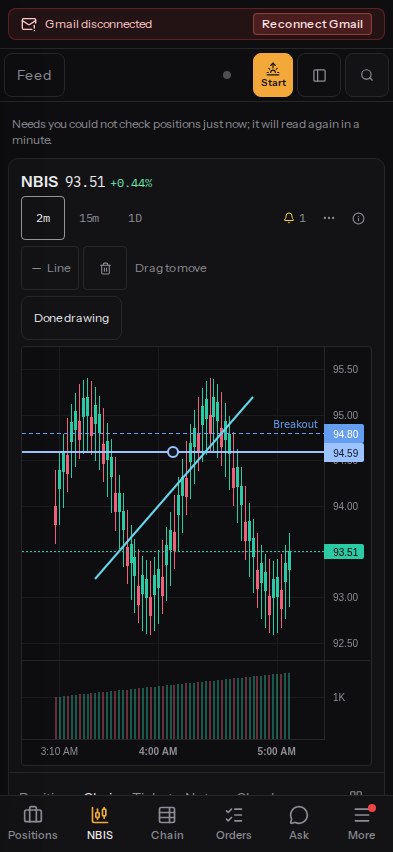 Gmail disconnected
Reconnect Gmail
Feed
Start
Needs you could not check positions just now; it will read again in a
minute.
NBIS 93.51 +0.44%
2m 15m 1D 1
Line Drag to move
Done drawing
95.50
95.00
Breakout 94.80
94.59
94.00
93.51
93.00
92.50
1K
3:10 AM 4:00 AM 5:00 AM
Positions NBIS Chain Orders Ask More